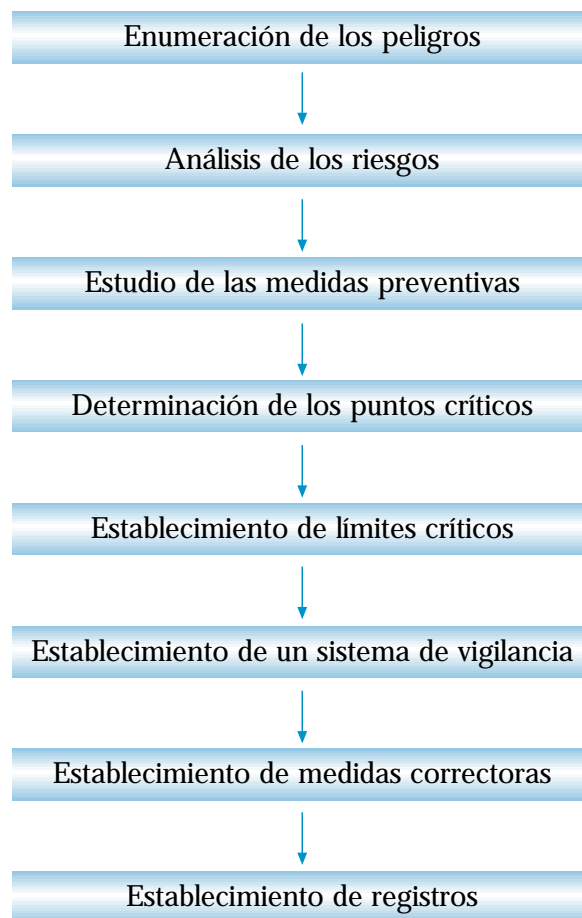 Enumeración de los peligros
Análisis de los riesgos
Estudio de las medidas preventivas
Determinación de los puntos críticos
Establecimiento de límites críticos
Establecimiento de un sistema de vigilancia
Establecimiento de medidas correctoras
Establecimiento de registros